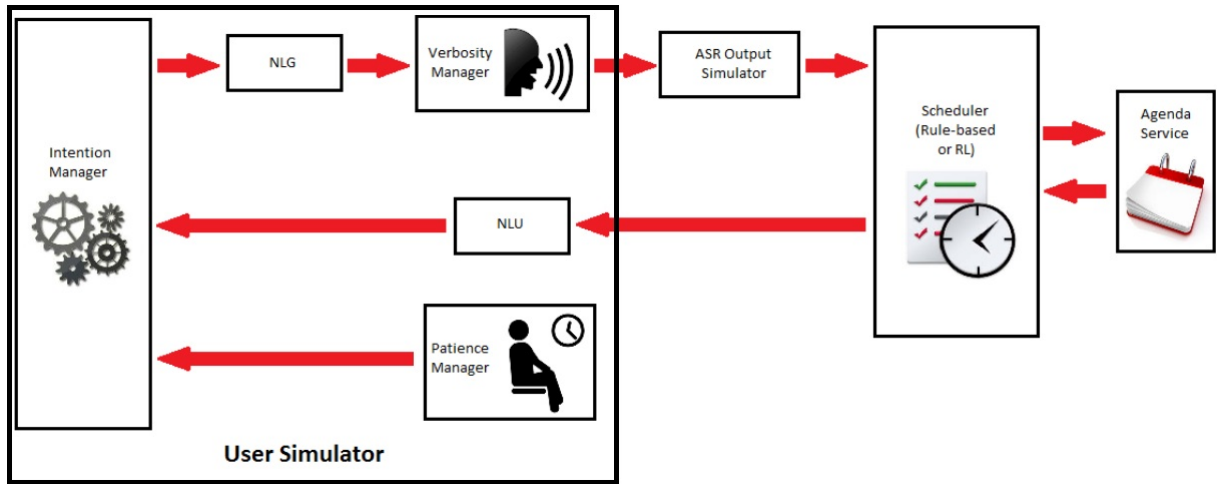 NLG
Verbosity
Manager
ASR Output
Simulator
Scheduler
(Rule-based
or RL)
Agenda
Service
Intention
Manager
NLU
Patience
Manager
User Simulator